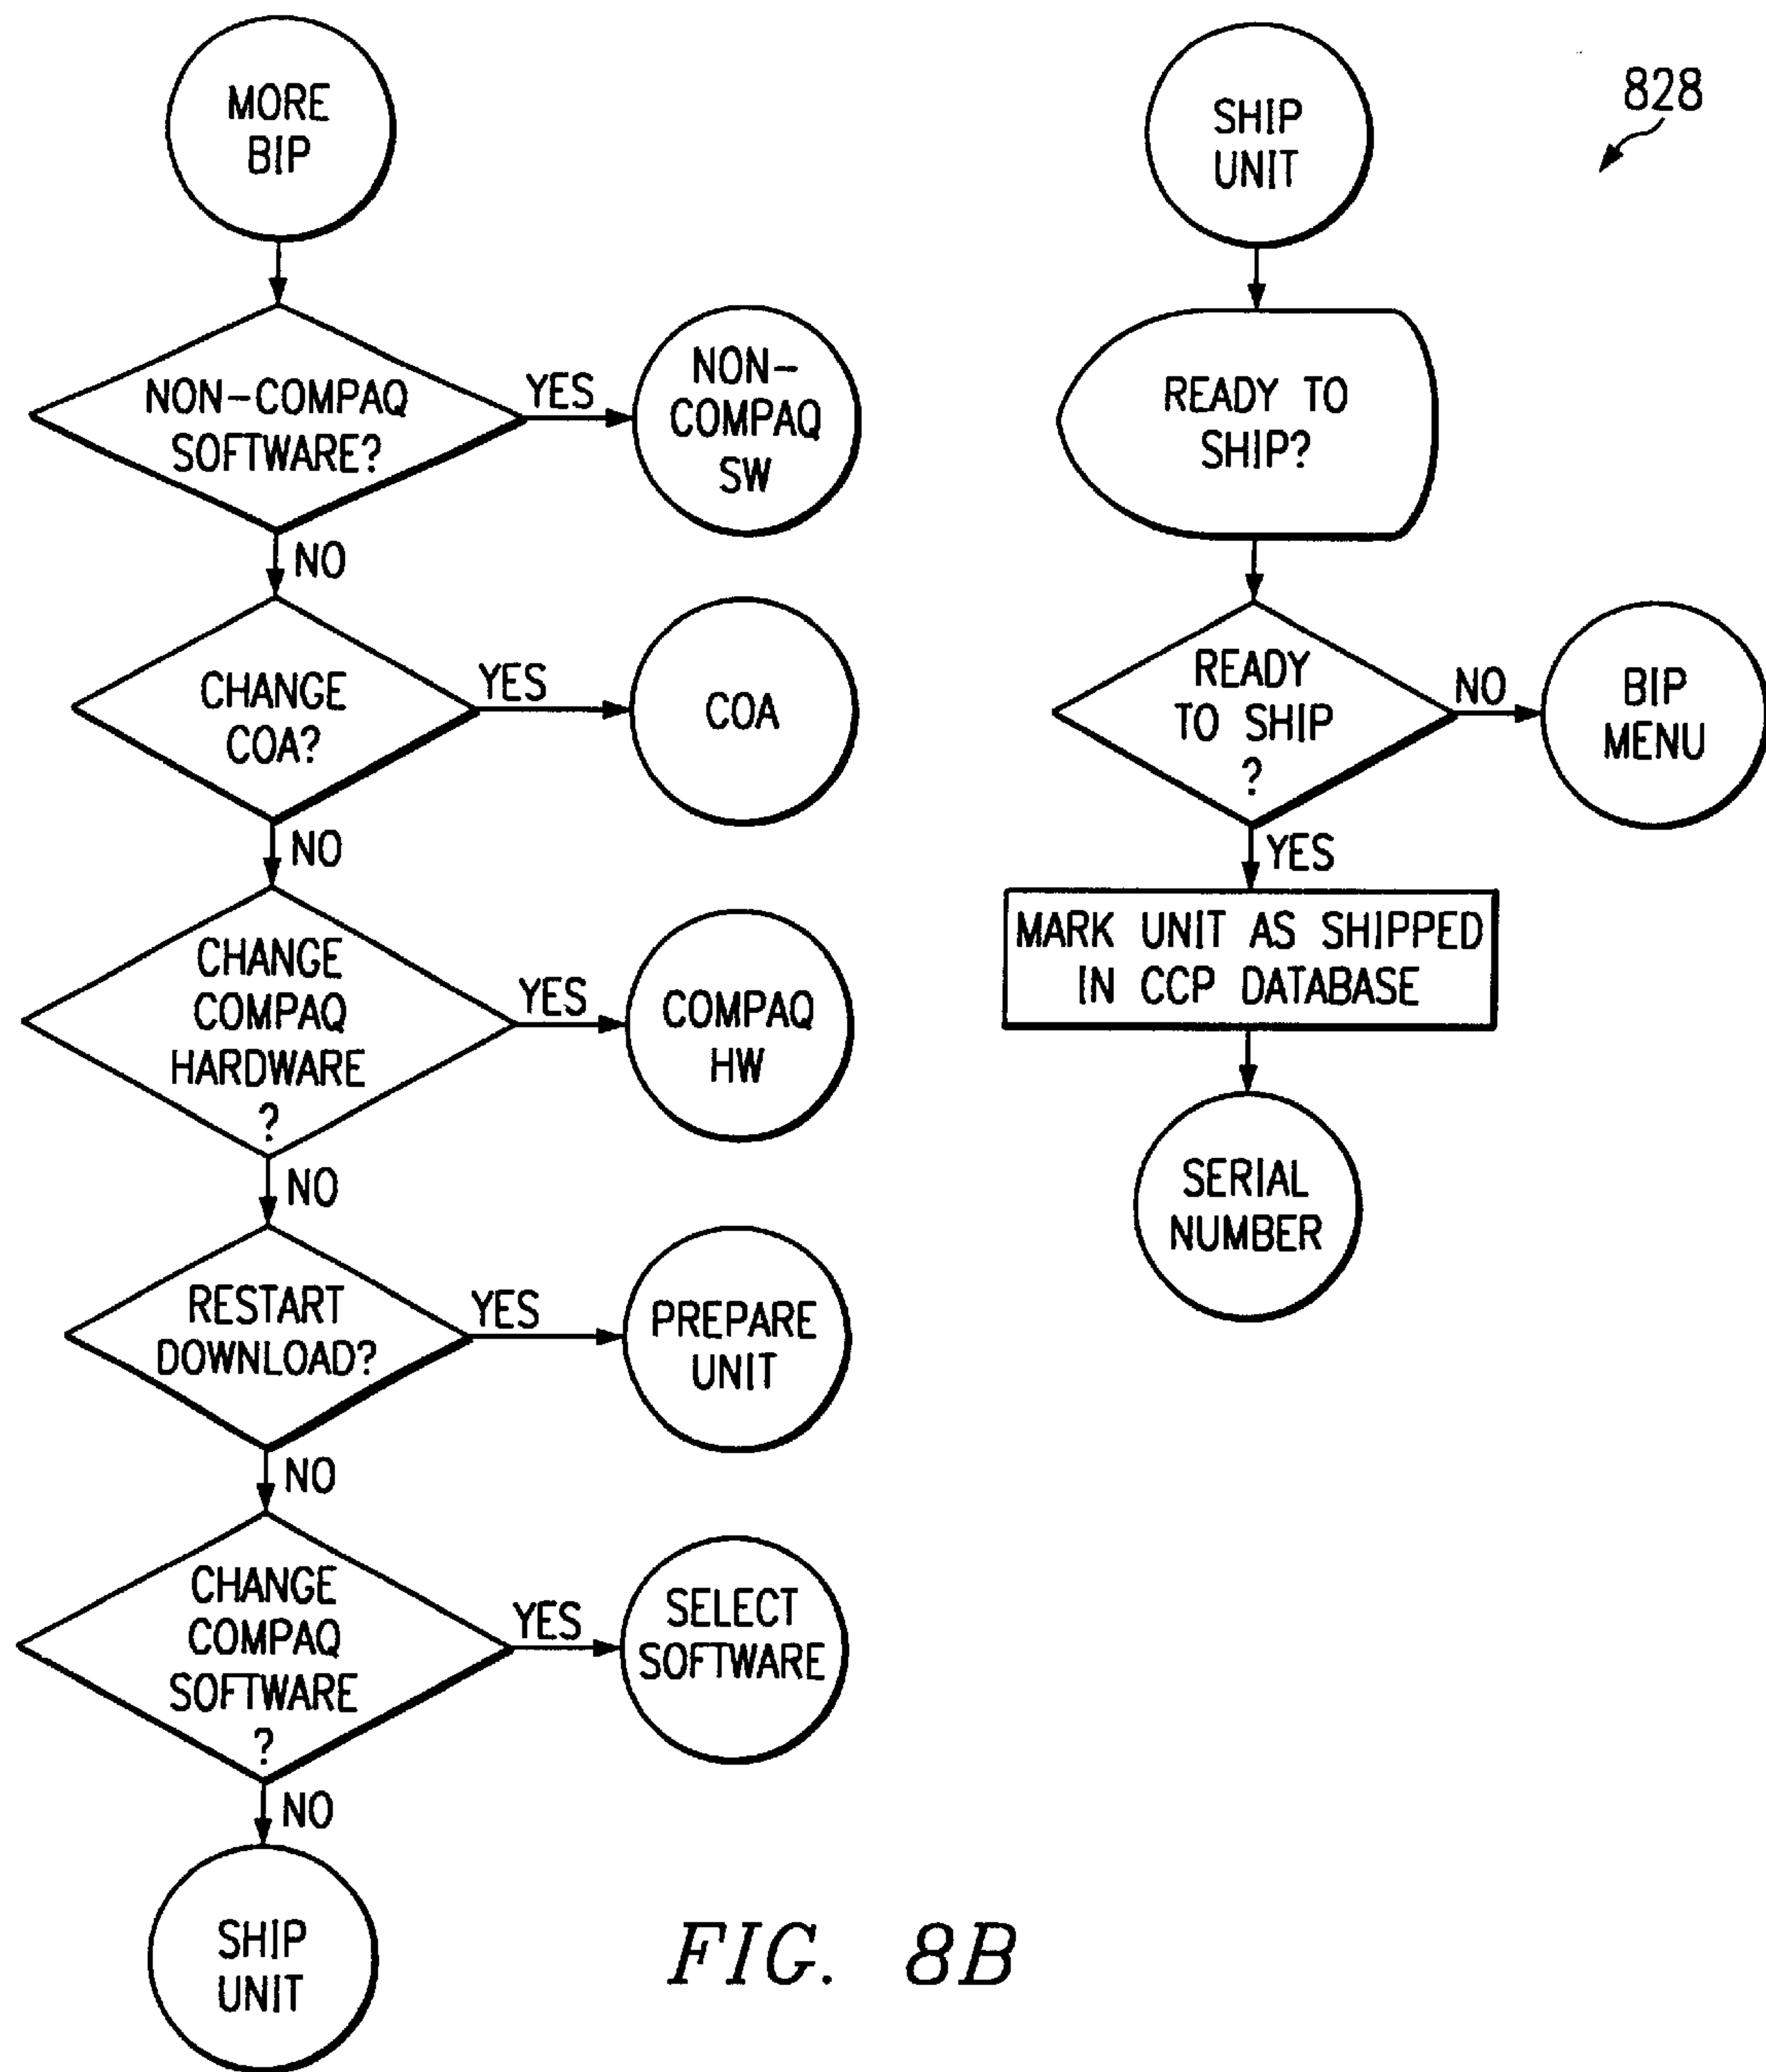 MORE
BIP
NON-COMPAQ
SOFTWARE?
YES
NON-
COMPAQ
SW
NO
CHANGE
COA?
YES
COA
NO
CHANGE
COMPAQ
HARDWARE
?
YES
COMPAQ
HW
NO
RESTART
DOWNLOAD?
YES
PREPARE
UNIT
NO
CHANGE
COMPAQ
SOFTWARE
?
YES
SELECT
SOFTWARE
NO
SHIP
UNIT
828
SHIP
UNIT
READY TO
SHIP?
READY
TO SHIP
?
NO
BIP
MENU
YES
MARK UNIT AS SHIPPED
IN CCP DATABASE
SERIAL
NUMBER
FIG. 8B